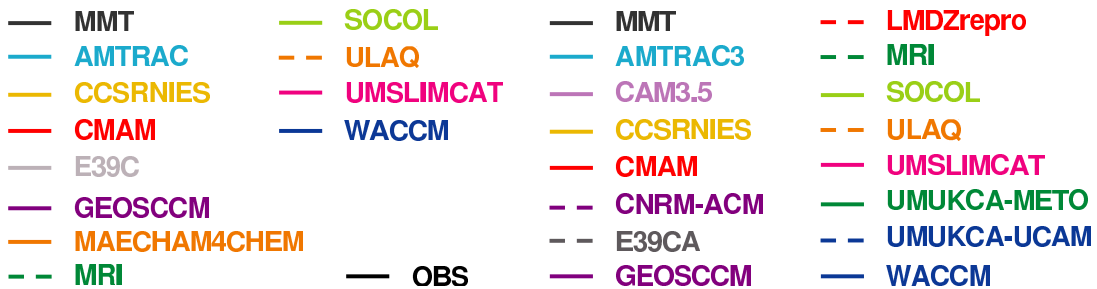 MMT
AMTRAC
CCSRNIES
CMAM
E39C
GEOSCCM
MAECHAM4CHEM
MRI
SOCOL
ULAQ
UMSLIMCAT
WACCM
OBS
MMT
AMTRAC3
CAM3.5
CCSRNIES
CMAM
CNRM-ACM
E39CA
GEOSCCM
LMDZrepro
MRI
SOCOL
ULAQ
UMSLIMCAT
UMUKCA-METO
UMUKCA-UCAM
WACCM